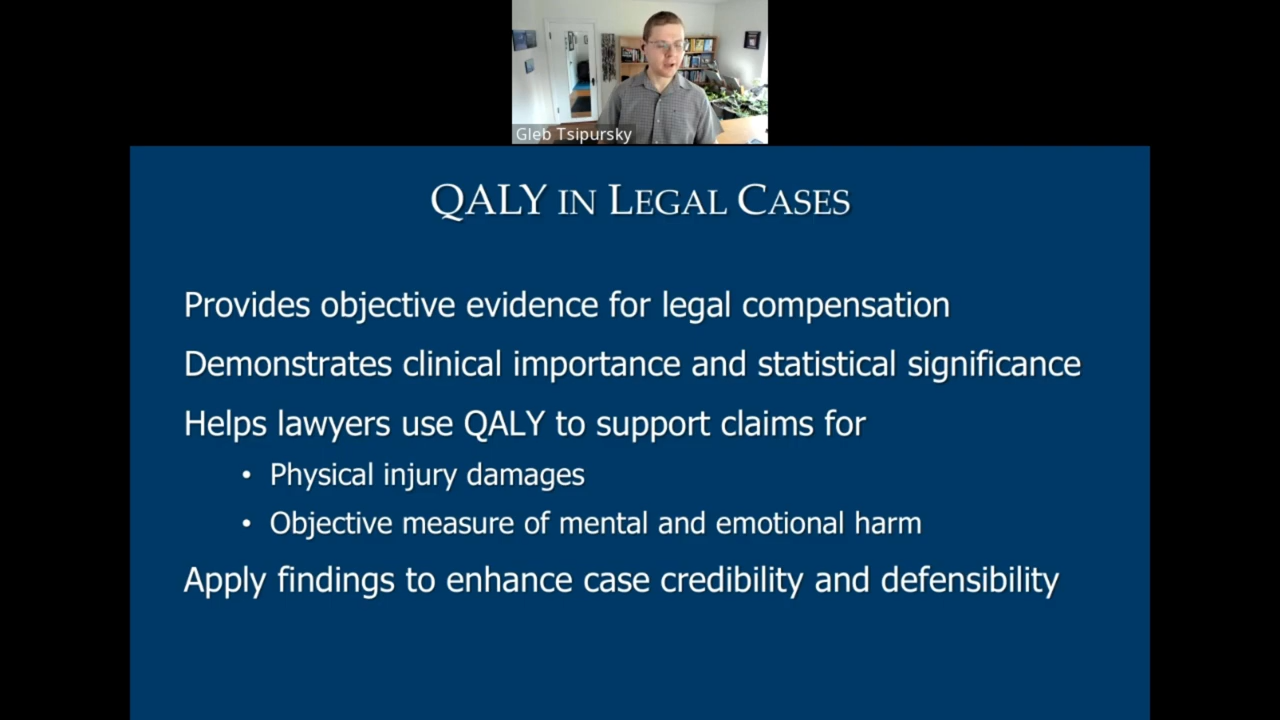 Gleb Tsipursky
QALY IN LEGAL CASES
Provides objective evidence for legal compensation
Demonstrates clinical importance and statistical significance
Helps lawyers use QALY to support claims for
• Physical injury damages
• Objective measure of mental and emotional harm
Apply findings to enhance case credibility and defensibility